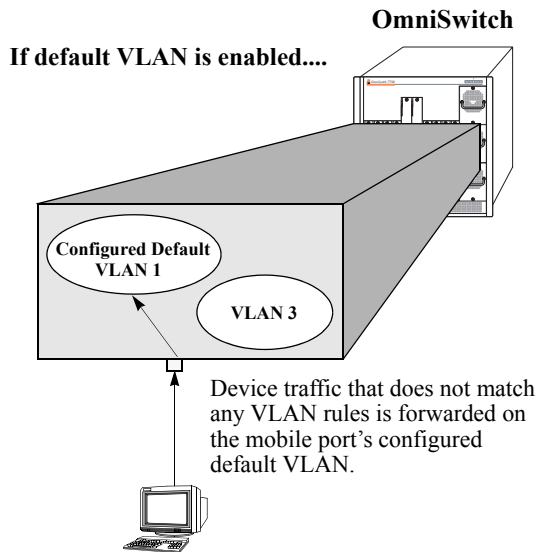 OmniSwitch
If default VLAN is enabled....
Configured Default
VLAN 1
VLAN 3
Device traffic that does not match
any VLAN rules is forwarded on
the mobile port’s configured
default VLAN.